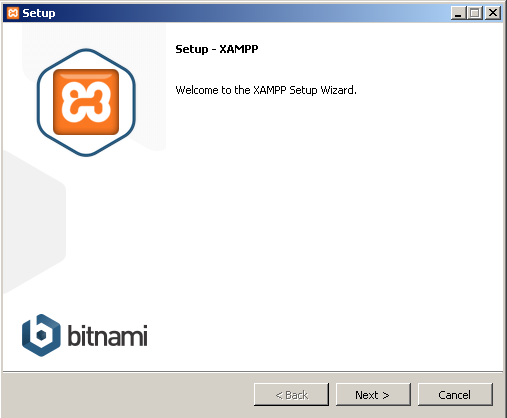 Setup
Setup - XAMPP
Welcome to the XAMPP Setup Wizard.
bitnami
< Back
Next >
Cancel